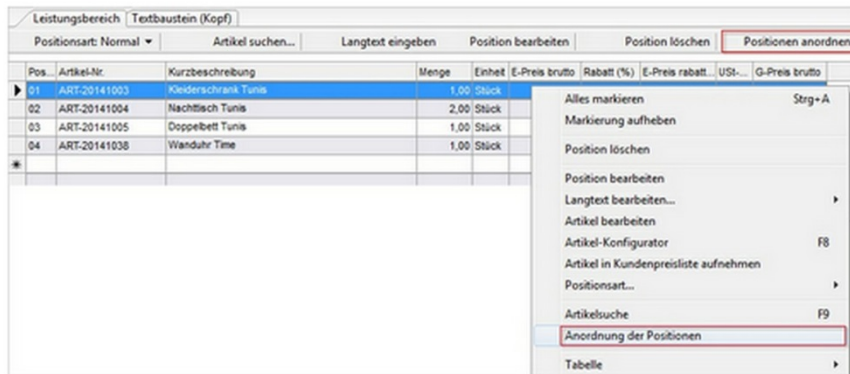 Leistungsbereich Textbaustein (Kopf)
Positionsart: Normal Artikel suchen... Langtext eingeben Position bearbeiten Position löschen Positionen anordnen
Pos... Artikel-Nr. Kurzbeschreibung Menge Einheit E-Preis brutto Rabatt (%) E-Preis rabatt... USt-... G-Preis brutto
01 ART-20141003 Kleiderschrank Tunis 1,00 Stück
02 ART-20141004 Nachttisch Tunis 2,00 Stück
03 ART-20141005 Doppelbett Tunis 1,00 Stück
04 ART-20141038 Wanduhr Time 1,00 Stück
Alles markieren Strg+A
Markierung aufheben
Position löschen
Position bearbeiten
Langtext bearbeiten...
Artikel bearbeiten
Artikel-Konfigurator F8
Artikel in Kundenpreisliste aufnehmen
Positionsart...
Artikelsuche F9
Anordnung der Positionen
Tabelle